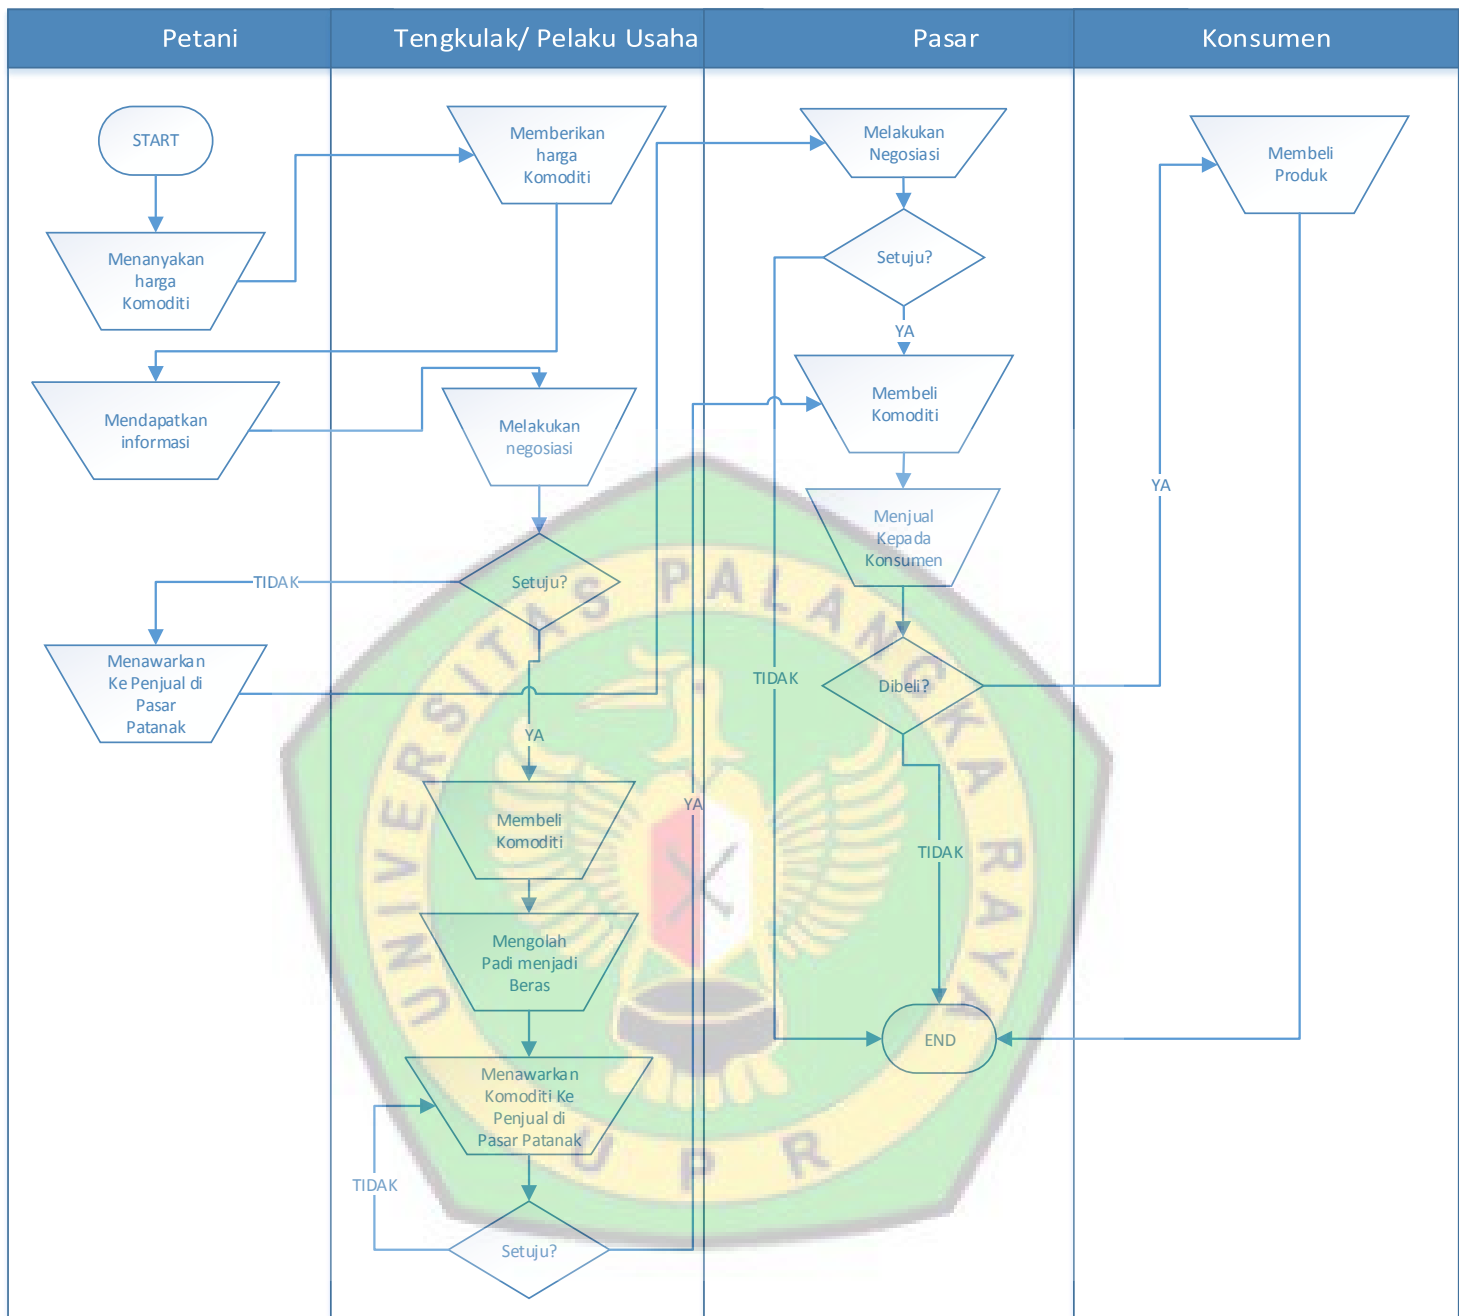 Petani
Tengkulak/ Pelaku Usaha
Pasar
Konsumen
START
Menanyakan
harga
Komoditi
Mendapatkan
informasi
TIDAK
Menawarkan
Ke Penjual di
Pasar
Patanak
Memberikan
harga
Komoditi
Melakukan
negosiasi
Setuju?
YA
Membeli
Komoditi
Mengolah
Padi menjadi
Beras
Menawarkan
Komoditi Ke
Penjual di
Pasar Patanak
TIDAK
Setuju?
YA
Melakukan
Negosiasi
Setuju?
YA
Membeli
Komoditi
Menjual
Kepada
Konsumen
TIDAK
Dibeli?
TIDAK
END
YA
Membeli
Produk
UNIVERSITAS PALANGKA RAYA
UPR